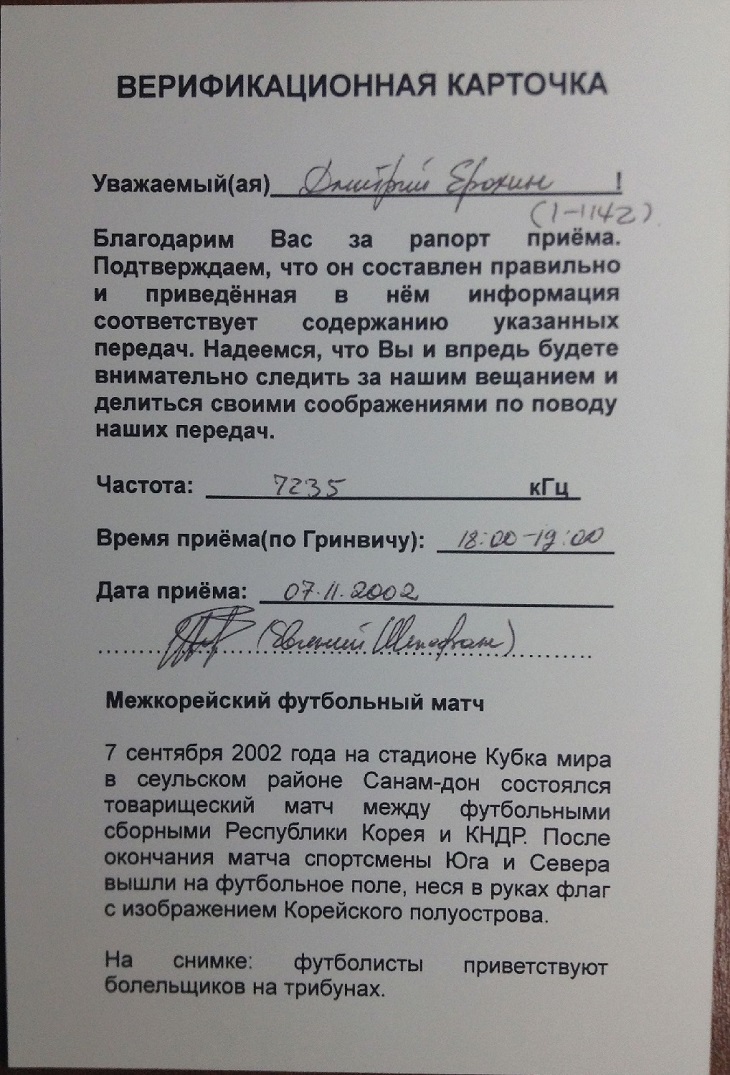 ВЕРИФИКАЦИОННАЯ КАРТОЧКА
Уважаемый(ая) Дмитрий Ерохин !
(1-1142)
Благодарим Вас за рапорт приёма.
Подтверждаем, что он составлен правильно
и приведённая в нём информация
соответствует содержанию указанных
передач. Надеемся, что Вы и впредь будете
внимательно следить за нашим вещанием и
делиться своими соображениями по поводу
наших передач.
Частота: 7235 кГц
Время приёма(по Гринвичу): 18:00-19:00
Дата приёма: 07.11.2002
(Евгений
Межкорейский футбольный матч
7 сентября 2002 года на стадионе Кубка мира
в сеульском районе Санам-дон состоялся
товарищеский матч между футбольными
сборными Республики Корея и КНДР. После
окончания матча спортсмены Юга и Севера
вышли на футбольное поле, неся в руках флаг
с изображением Корейского полуострова.
На снимке: футболисты приветствуют
болельщиков на трибунах.